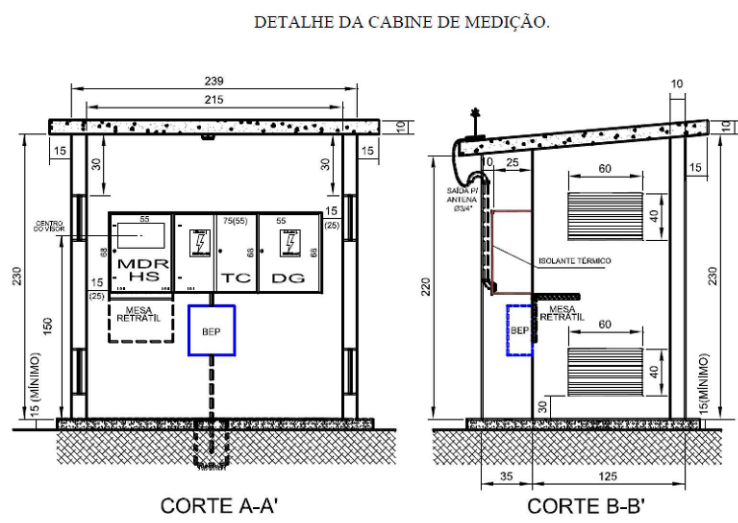 DETALHE DA CABINE DE MEDIÇÃO.
239
215
10
15
15
30
30
CENTRO
DO VISOR
55
75(55)
55
15
(25)
68
68
68
MDR
HS
TC
DG
15
(25)
MESA
RETRÁTIL
BEP
230
150
15 (MÍNIMO)
CORTE A-A'
10
10
10
25
15
SAÍDA P/
ANTENA
Ø3/4"
60
40
ISOLANTE TÉRMICO
220
230
MESA
RETRÁTIL
BEP
60
40
30
15(MÍNIMO)
35
125
CORTE B-B'